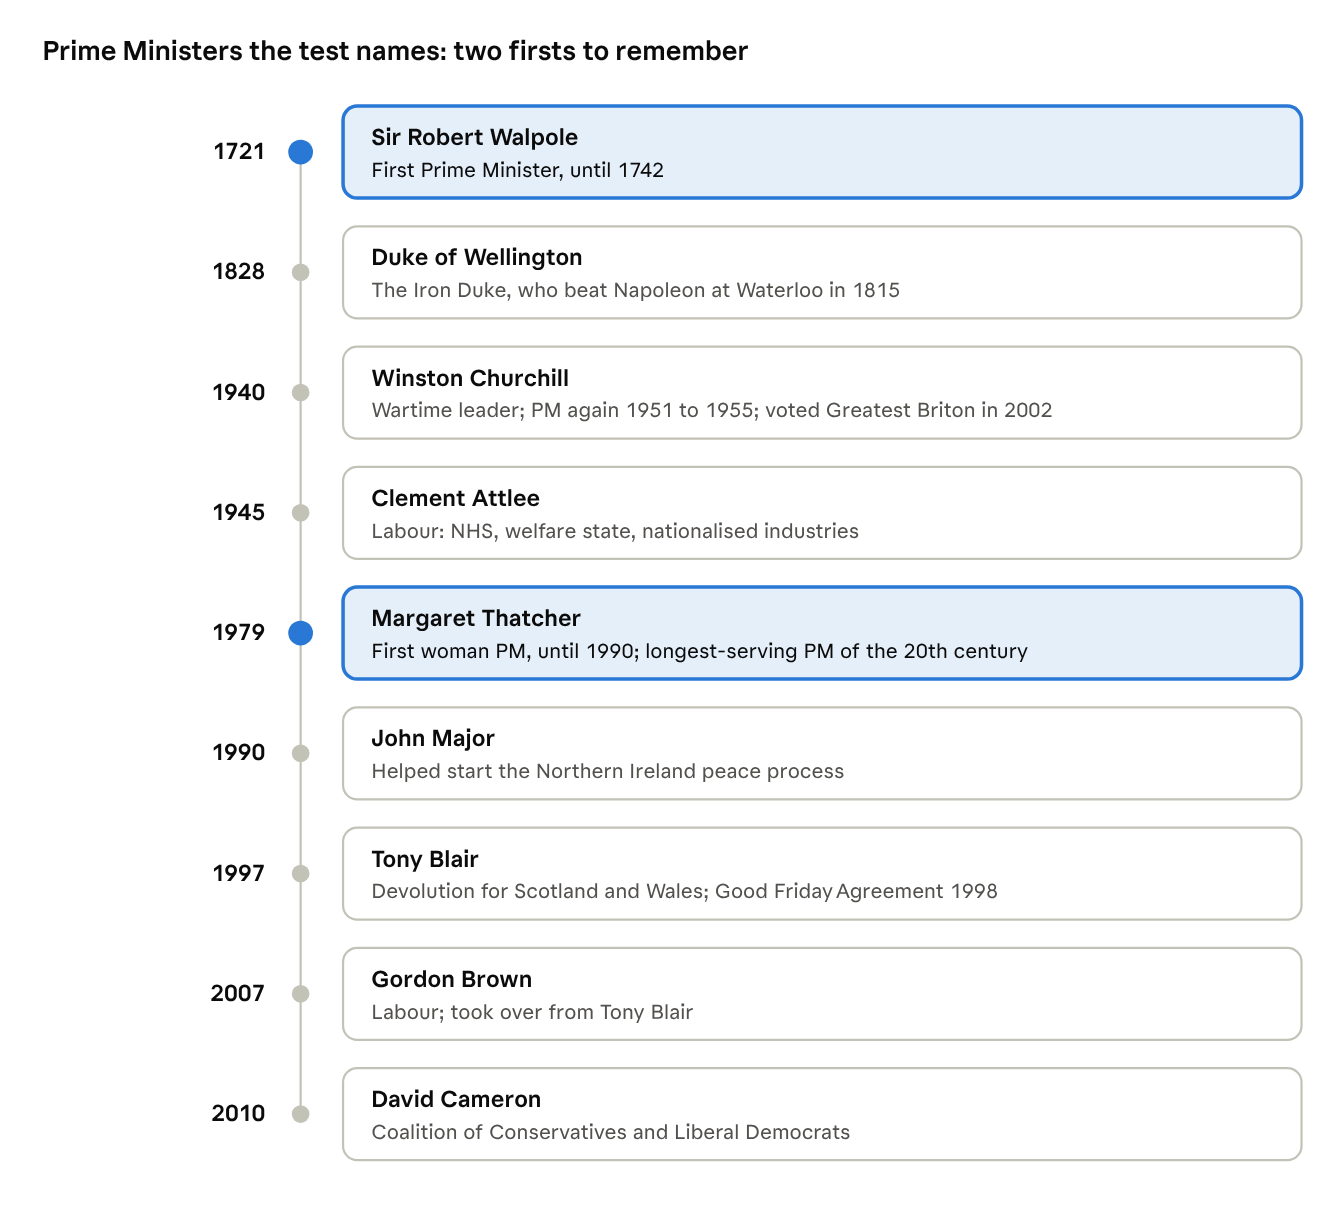 Prime Ministers the test names: two firsts to remember
1721
Sir Robert Walpole
First Prime Minister, until 1742
1828
Duke of Wellington
The Iron Duke, who beat Napoleon at Waterloo in 1815
1940
Winston Churchill
Wartime leader; PM again 1951 to 1955; voted Greatest Briton in 2002
1945
Clement Attlee
Labour: NHS, welfare state, nationalised industries
1979
Margaret Thatcher
First woman PM, until 1990; longest-serving PM of the 20th century
1990
John Major
Helped start the Northern Ireland peace process
1997
Tony Blair
Devolution for Scotland and Wales; Good Friday Agreement 1998
2007
Gordon Brown
Labour; took over from Tony Blair
2010
David Cameron
Coalition of Conservatives and Liberal Democrats